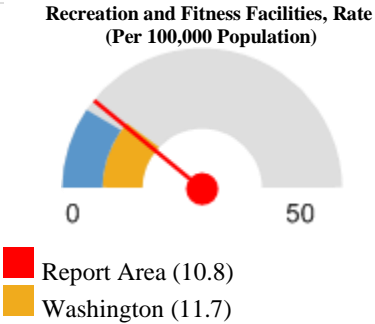 Recreation and Fitness Facilities, Rate
(Per 100,000 Population)
0 50
Report Area (10.8)
Washington (11.7)